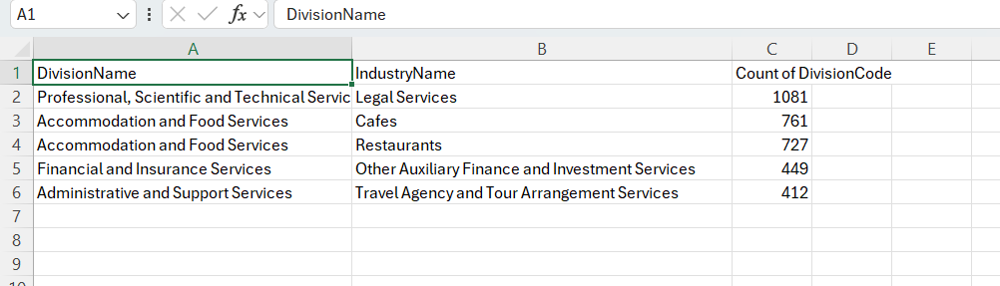 A1 fx DivisionName
A B C D E
1 DivisionName IndustryName Count of DivisionCode
2 Professional, Scientific and Technical Servic Legal Services 1081
3 Accommodation and Food Services Cafes 761
4 Accommodation and Food Services Restaurants 727
5 Financial and Insurance Services Other Auxiliary Finance and Investment Services 449
6 Administrative and Support Services Travel Agency and Tour Arrangement Services 412
7
8
9
10